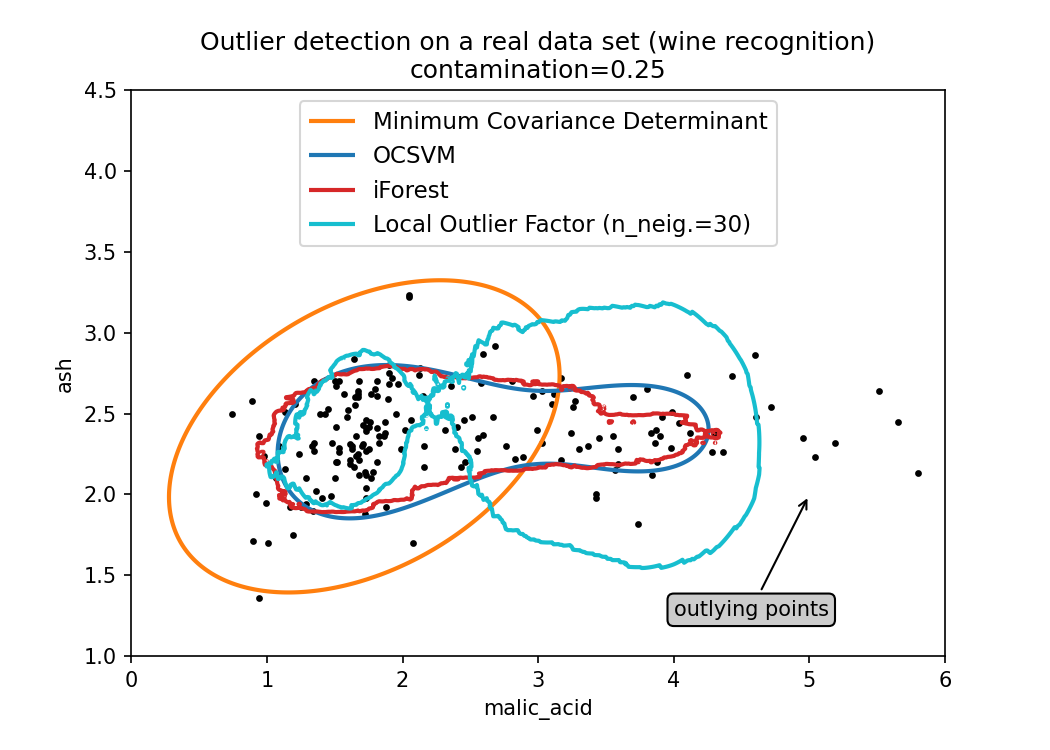 Outlier detection on a real data set (wine recognition)
contamination=0.25
Minimum Covariance Determinant
OCSVM
iForest
Local Outlier Factor (n_neig.=30)
4.5
4.0
3.5
3.0
2.5
2.0
1.5
1.0
ash
outlying points
0 1 2 3 4 5 6
malic_acid